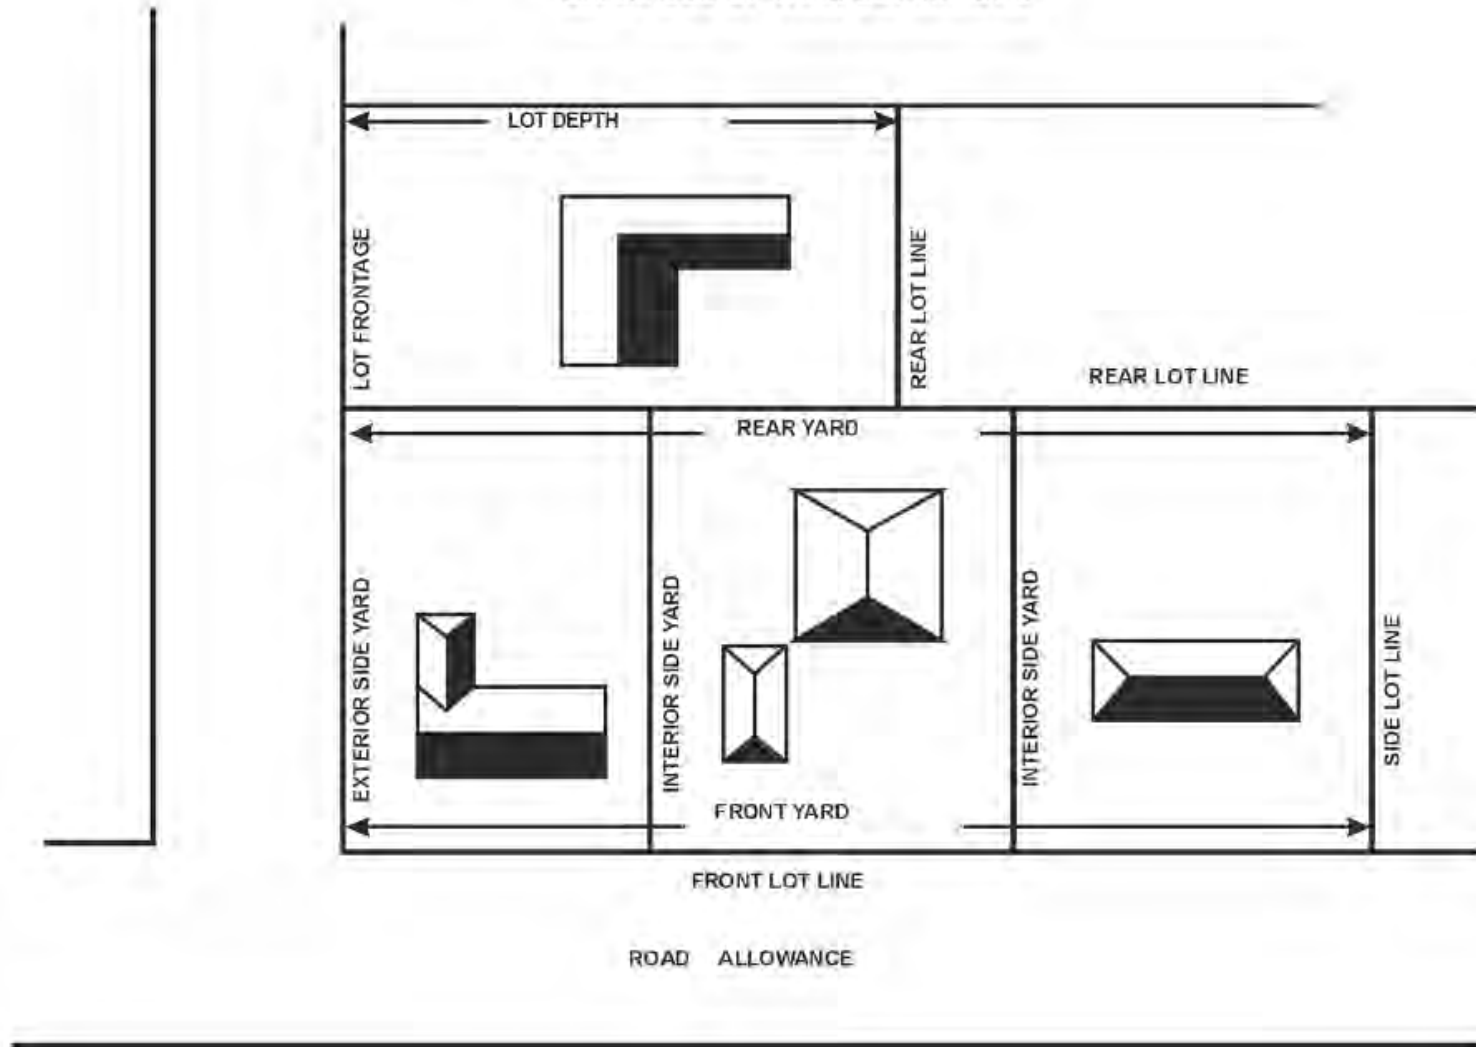 LOT DEPTH
LOT FRONTAGE
REAR LOT LINE
REAR LOT LINE
REAR YARD
EXTERIOR SIDE YARD
INTERIOR SIDE YARD
INTERIOR SIDE YARD
SIDE LOT LINE
FRONT YARD
FRONT LOT LINE
ROAD ALLOWANCE